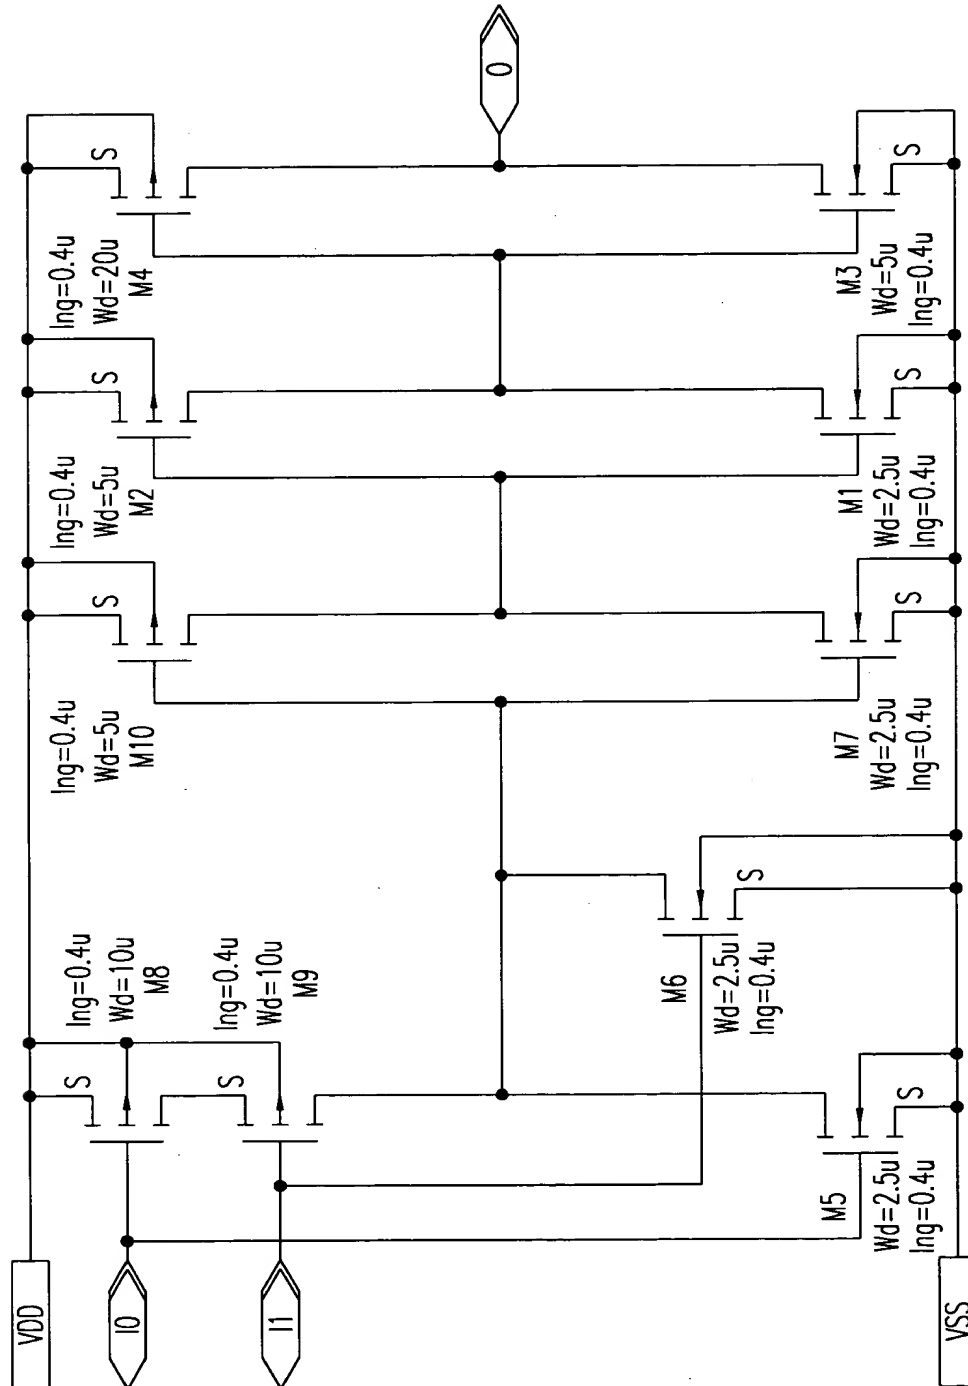 VDD
I0
I1
S
lng=0.4u
Wd=10u
M8
S
lng=0.4u
Wd=10u
M9
M5
Wd=2.5u
lng=0.4u
S
M6
Wd=2.5u
lng=0.4u
S
lng=0.4u
Wd=5u
M10
S
M7
Wd=2.5u
lng=0.4u
S
lng=0.4u
Wd=5u
M2
S
M1
Wd=2.5u
lng=0.4u
S
lng=0.4u
Wd=20u
M4
S
M3
Wd=5u
lng=0.4u
S
O
VSS